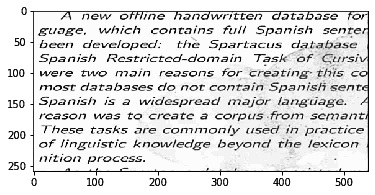 A new offline handwritten database for
guage, which contains full Spanish senten
been developed: the Spartacus database
Spanish Restricted-domain Task of Cursiv
were two main reasons for creating this co
most databases do not contain Spanish sente
Spanish is a widespread major language. A
reason was to create a corpus from semanti
These tasks are commonly used in practice
of linguistic knowledge beyond the lexicon
nition process.
0
50
100
150
200
250
0 100 200 300 400 500